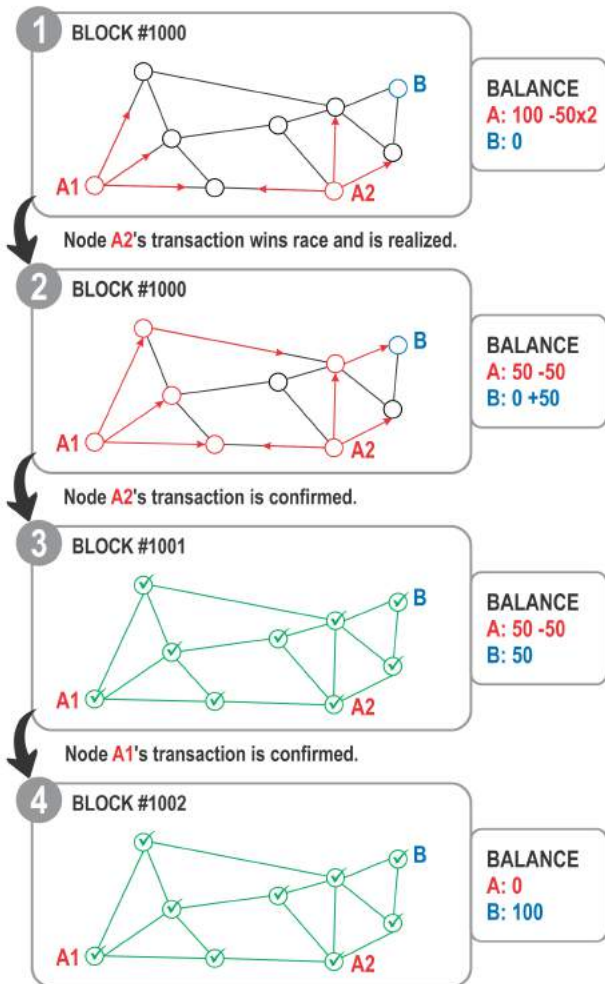 1 BLOCK #1000
B
A1
A2
BALANCE
A: 100 -50x2
B: 0
Node A2's transaction wins race and is realized.
2 BLOCK #1000
B
A1
A2
BALANCE
A: 50 -50
B: 0 +50
Node A2's transaction is confirmed.
3 BLOCK #1001
B
A1
A2
BALANCE
A: 50 -50
B: 50
Node A1's transaction is confirmed.
4 BLOCK #1002
B
A1
A2
BALANCE
A: 0
B: 100